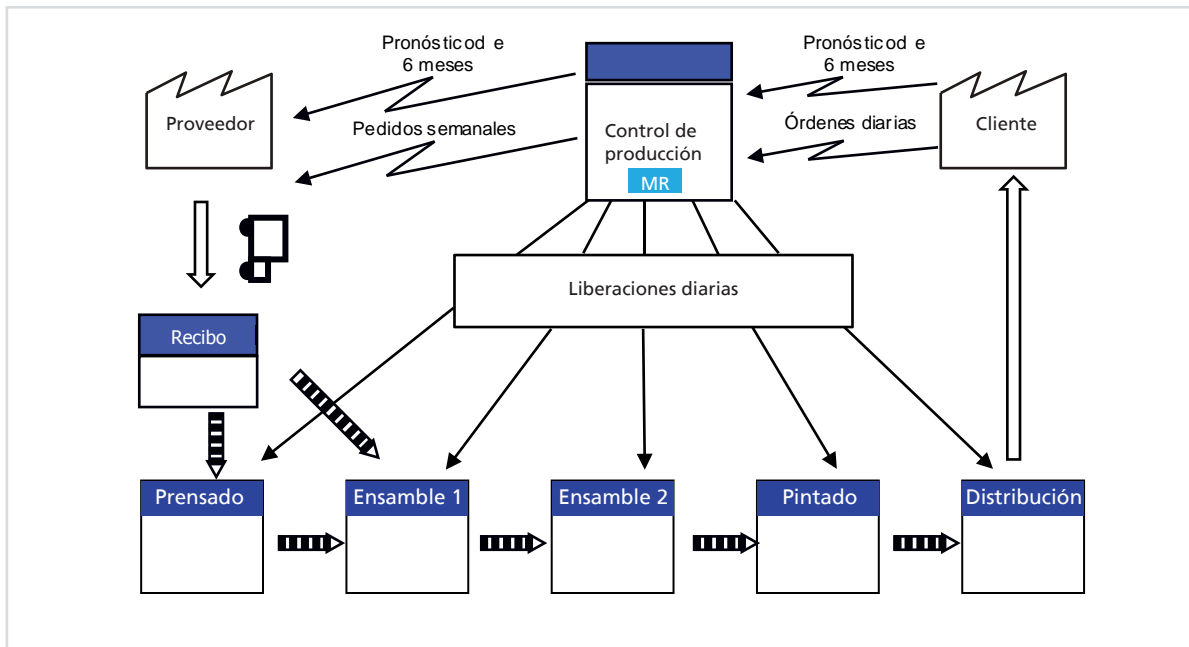 Pronósticod e
6 meses
Pronósticod e
6 meses
Proveedor
Pedidos semanales
Control de
producción
MR
Órdenes diarias
Cliente
Liberaciones diarias
Recibo
Prensado
Ensamble 1
Ensamble 2
Pintado
Distribución